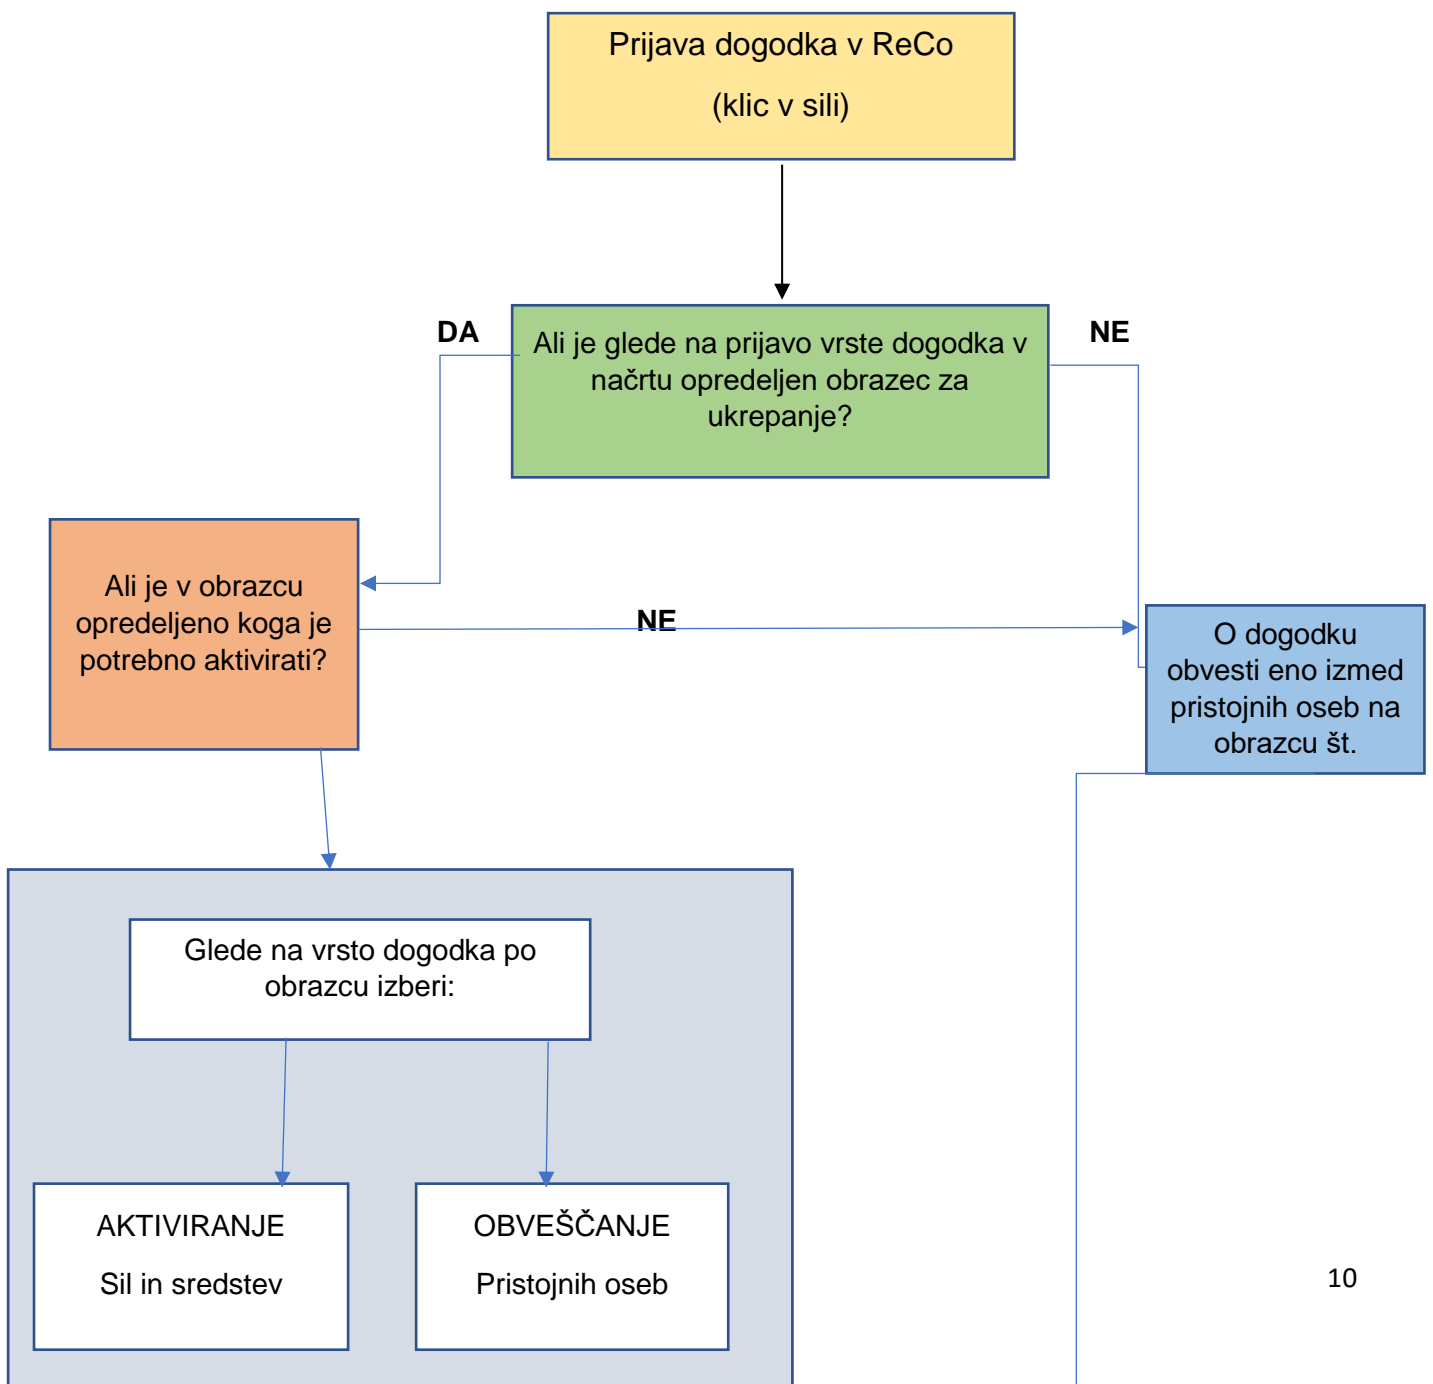 Prijava dogodka v ReCo
(klic v sili)
DA
Ali je glede na prijavo vrste dogodka v
načrtu opredeljen obrazec za
ukrepanje?
NE
Ali je v obrazcu
opredeljeno koga je
potrebno aktivirati?
NE
O dogodku
obvesti eno izmed
pristojnih oseb na
obrazcu št.
Glede na vrsto dogodka po
obrazcu izberi:
AKTIVIRANJE
Sil in sredstev
OBVEŠČANJE
Pristojnih oseb
10